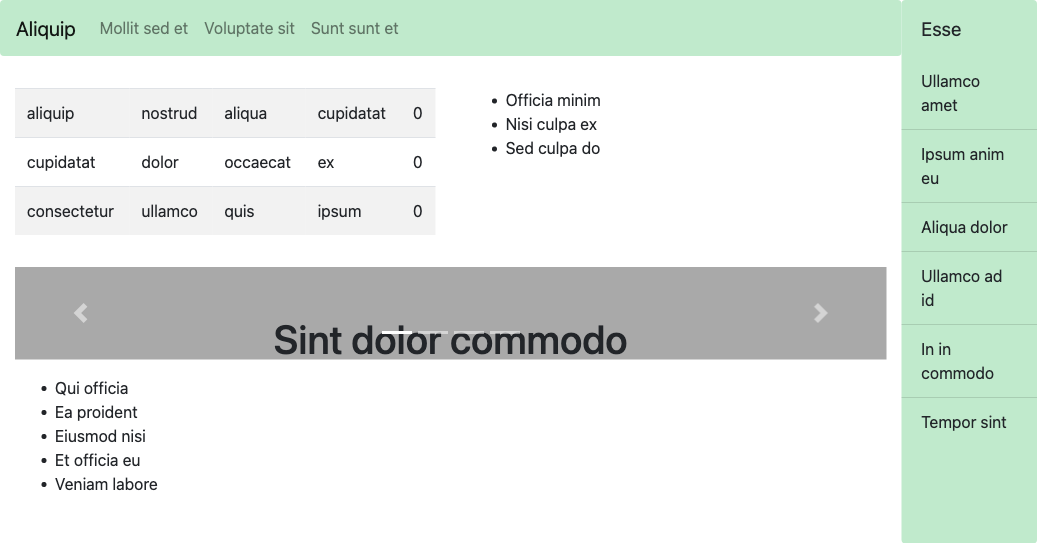 Aliquip Mollit sed et Voluptate sit Sunt sunt et
aliquip nostrud aliqua cupidatat 0
cupidatat dolor occaecat ex 0
consectetur ullamco quis ipsum 0
Officia minim
Nisi culpa ex
Sed culpa do
Sint dolor commodo
Qui officia
Ea proident
Eiusmod nisi
Et officia eu
Veniam labore
Esse
Ullamco
amet
Ipsum anim
eu
Aliqua dolor
Ullamco ad
id
In in
commodo
Tempor sint